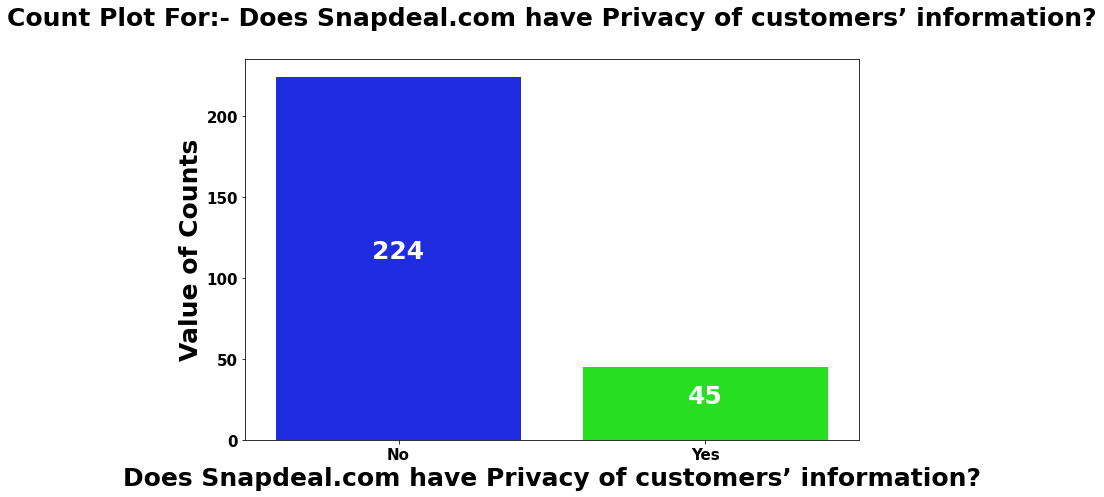 Count Plot For:- Does Snapdeal.com have Privacy of customers’ information?
Value of Counts
200
150
100
50
0
224
45
No
Yes
Does Snapdeal.com have Privacy of customers’ information?